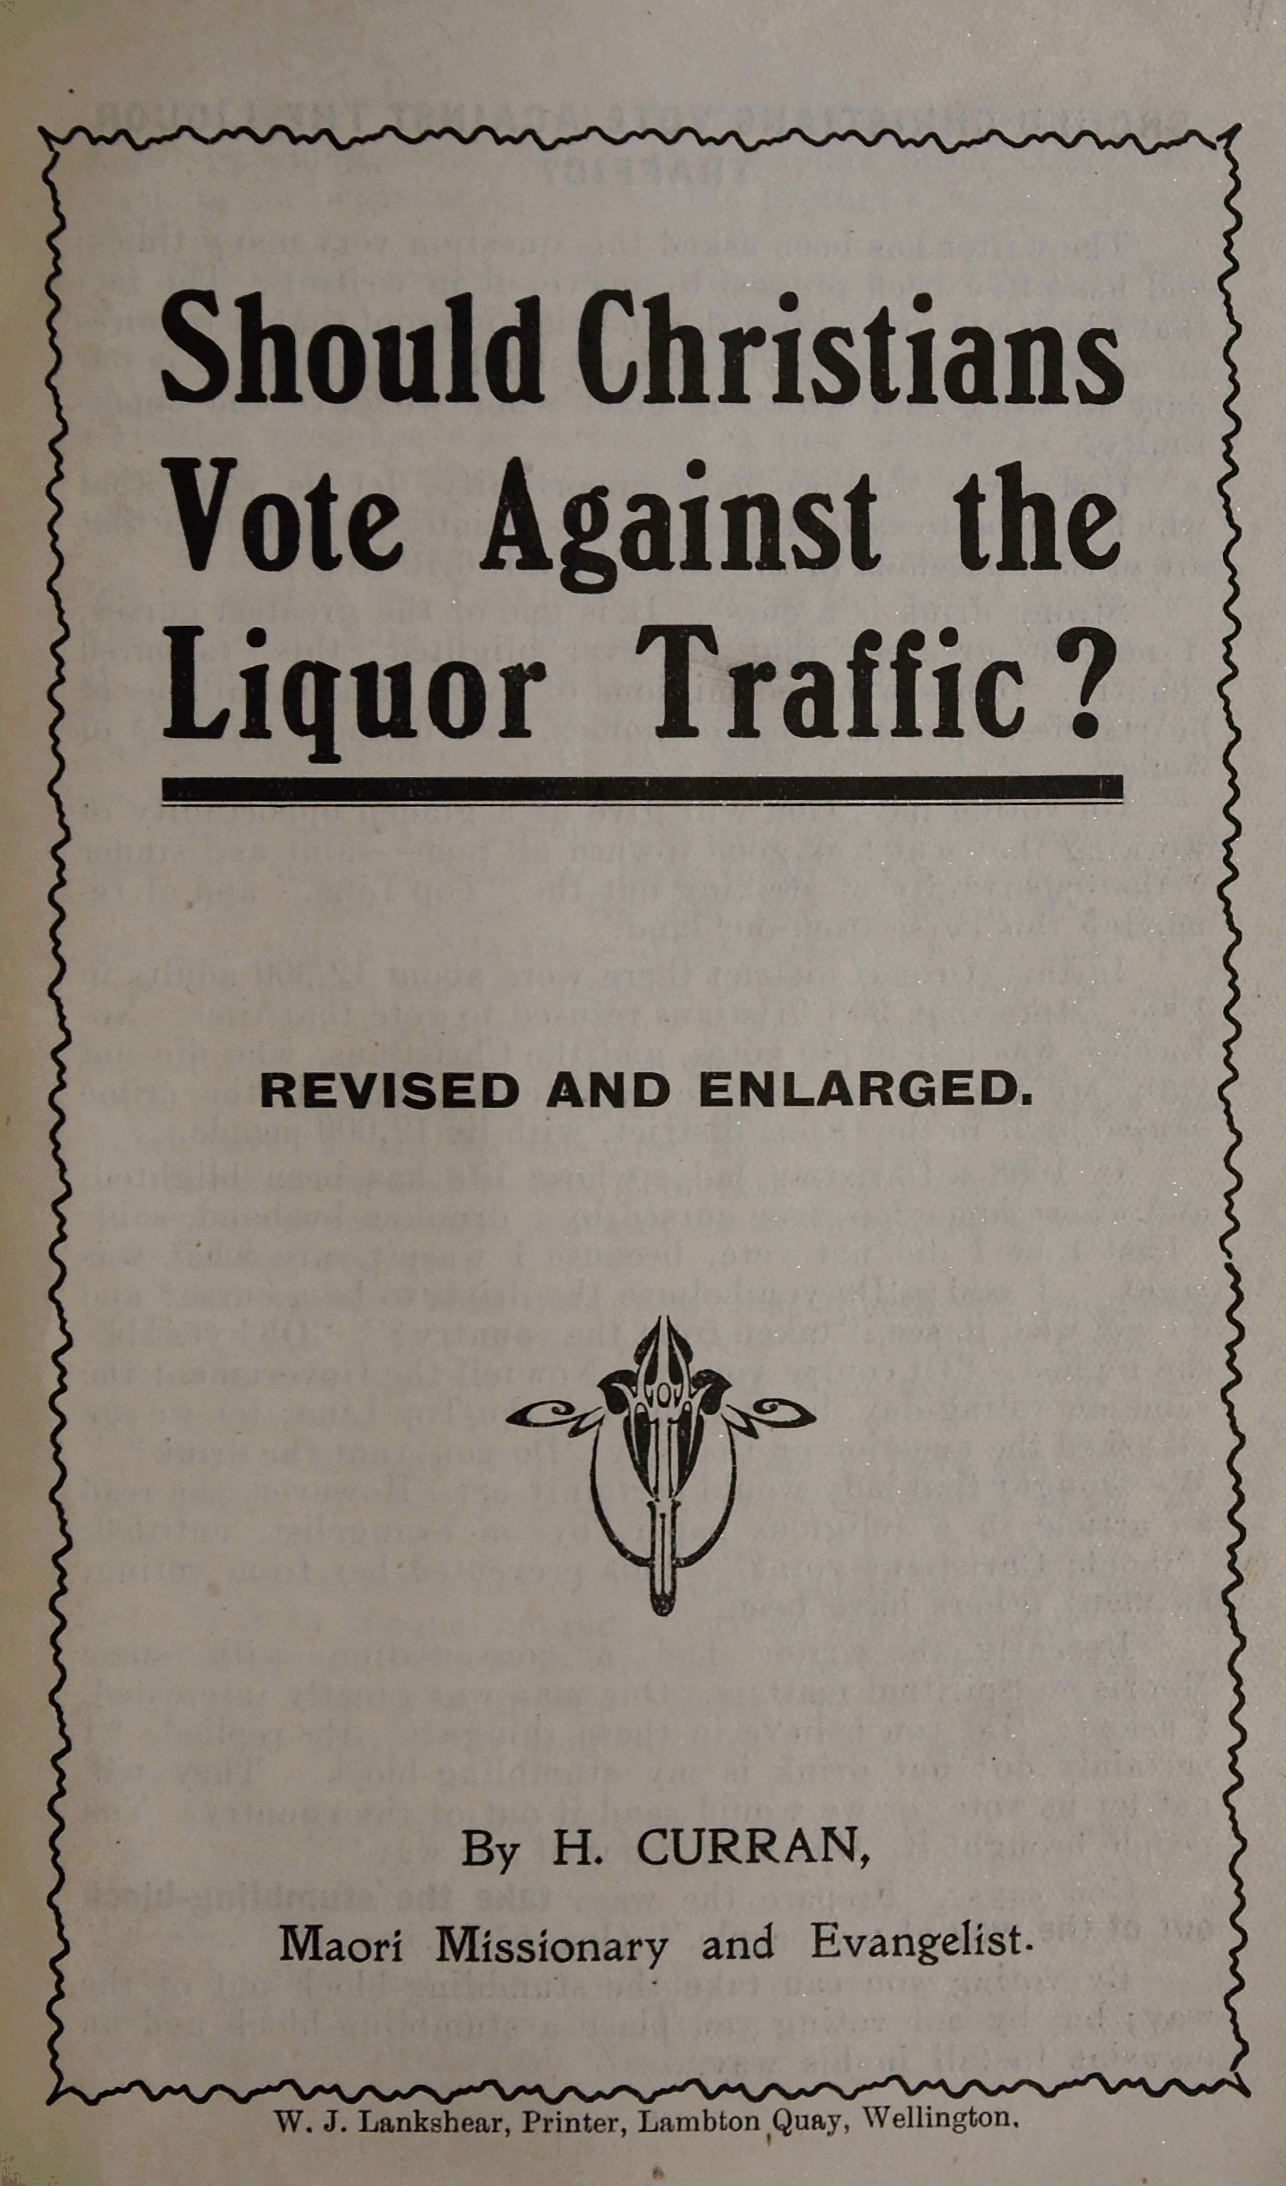 Should Christians
Vote Against the
Liquor Traffic?
REVISED AND ENLARGED.
By H. CURRAN,
Maori Missionary and Evangelist.
W. J. Lankshear, Printer, Lambton Quay, Wellington.